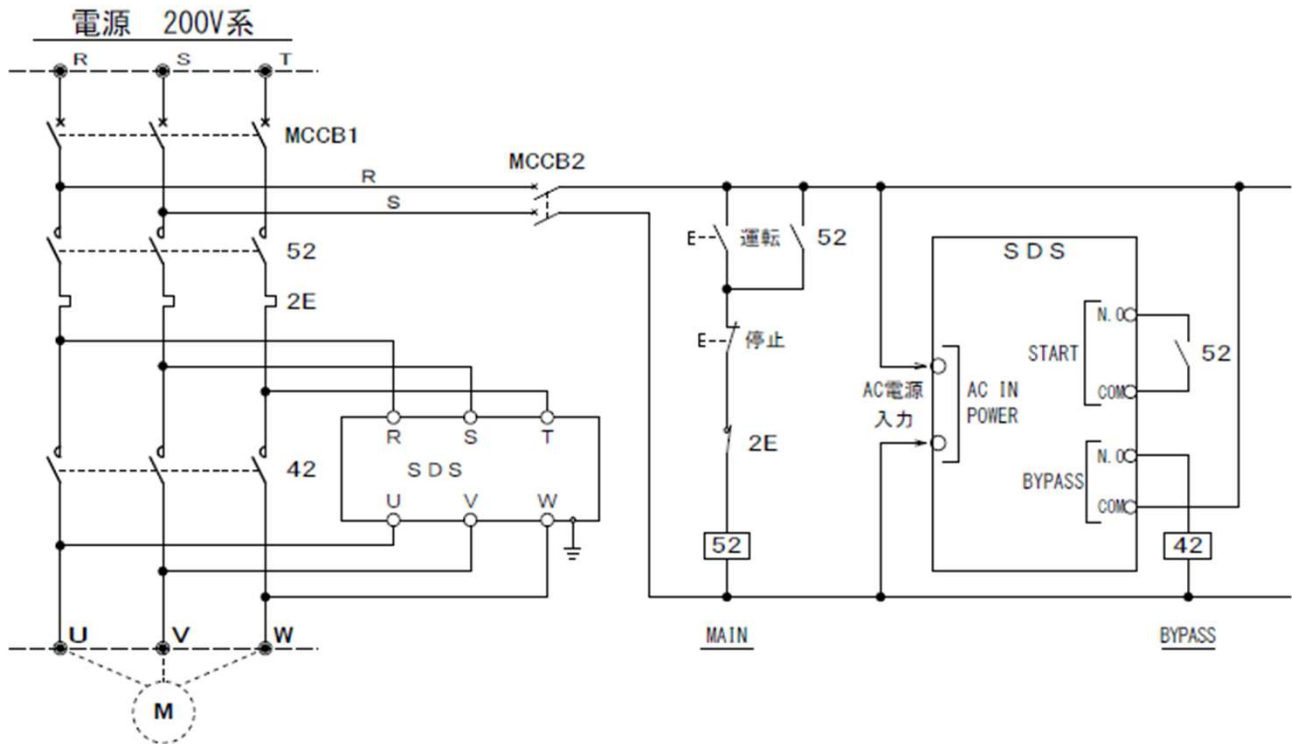 電源 200V系
R S T
MCCB1
MCCB2
R
S
52
2E
R S T
SDS
U V W
42
U V W
M
E 運転 52
E 停止
2E
52
MAIN
SDS
AC電源
入力
AC IN
POWER
START
N.O
COM
52
BYPASS
N.O
COM
42
BYPASS